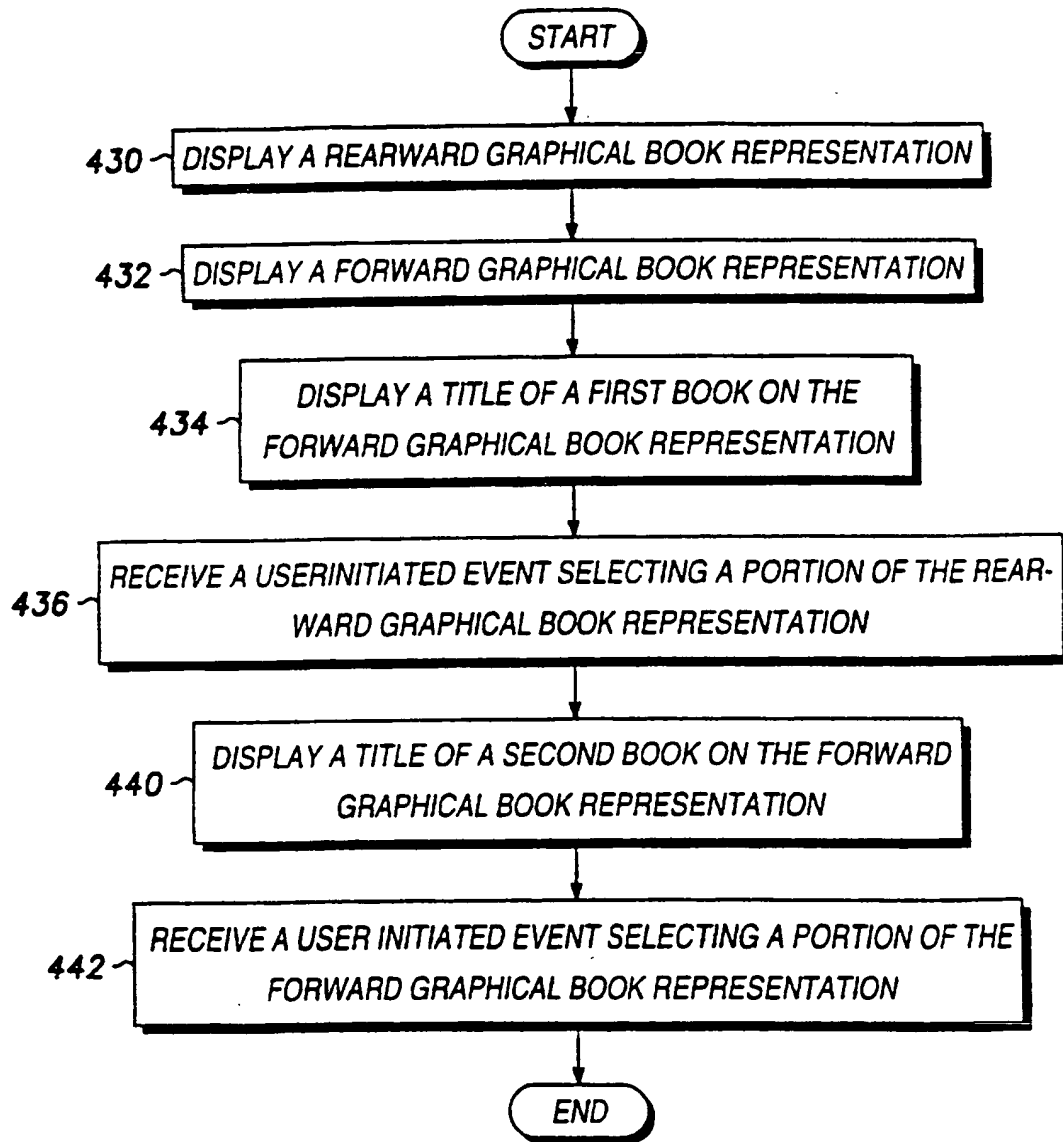 START
430 DISPLAY A REARWARD GRAPHICAL BOOK REPRESENTATION
432 DISPLAY A FORWARD GRAPHICAL BOOK REPRESENTATION
DISPLAY A TITLE OF A FIRST BOOK ON THE
434 FORWARD GRAPHICAL BOOK REPRESENTATION
RECEIVE A USERINITIATED EVENT SELECTING A PORTION OF THE REAR-
436 WARD GRAPHICAL BOOK REPRESENTATION
DISPLAY A TITLE OF A SECOND BOOK ON THE FORWARD
440 GRAPHICAL BOOK REPRESENTATION
RECEIVE A USER INITIATED EVENT SELECTING A PORTION OF THE
442 FORWARD GRAPHICAL BOOK REPRESENTATION
END